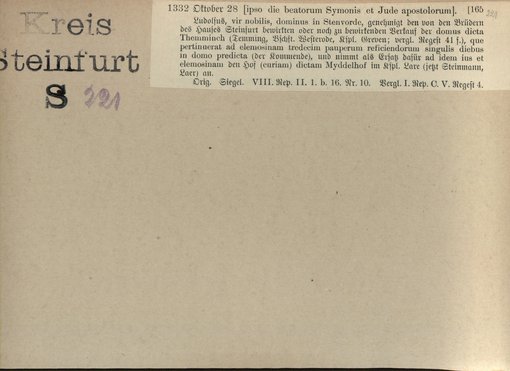 Kreis
Steinfurt
S 221
1332 Oktober 28 [ipso die beatorum Symonis et Jude apostolorum]. [165
221
Ludolfus, vir nobilis, dominus in Stenvorde, genehmigt den von den Brüdern
des Hauses Steinfurt bewirkten oder noch zu bewirkenden Verkauf der domus dicta
Themminch (Temming, Bschft. Westerode, Kspl. Greven; vergl. Regest 41 f.), que
pertinnerat ad elemosinam tredecim pauperum reficiendorum singulis diebus
in domo predicta (der Kommende), und nimmt als Ersatz dafür ad idem ius et
elemosinam den Hof (curiam) dictam Myddelhof im Kspl. Lare (jetzt Steinmann,
Laer) an.
Orig. Siegel. VIII. Rep. II. 1. b. 16. Nr. 10. Vergl. I. Rep. C. V. Regest 4.